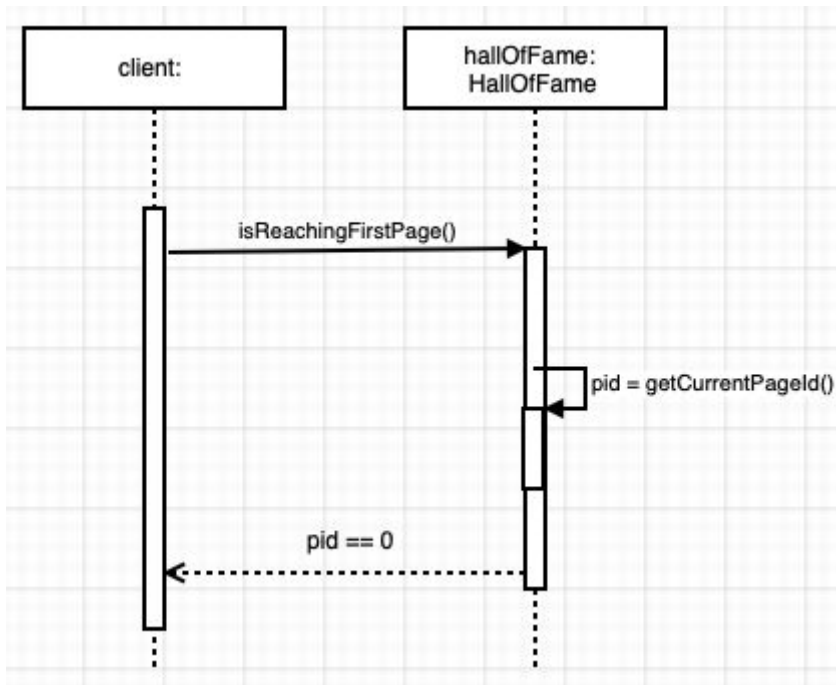 client:
hallOfFame:
HallOfFame
isReachingFirstPage()
pid = getCurrentPageId()
pid == 0